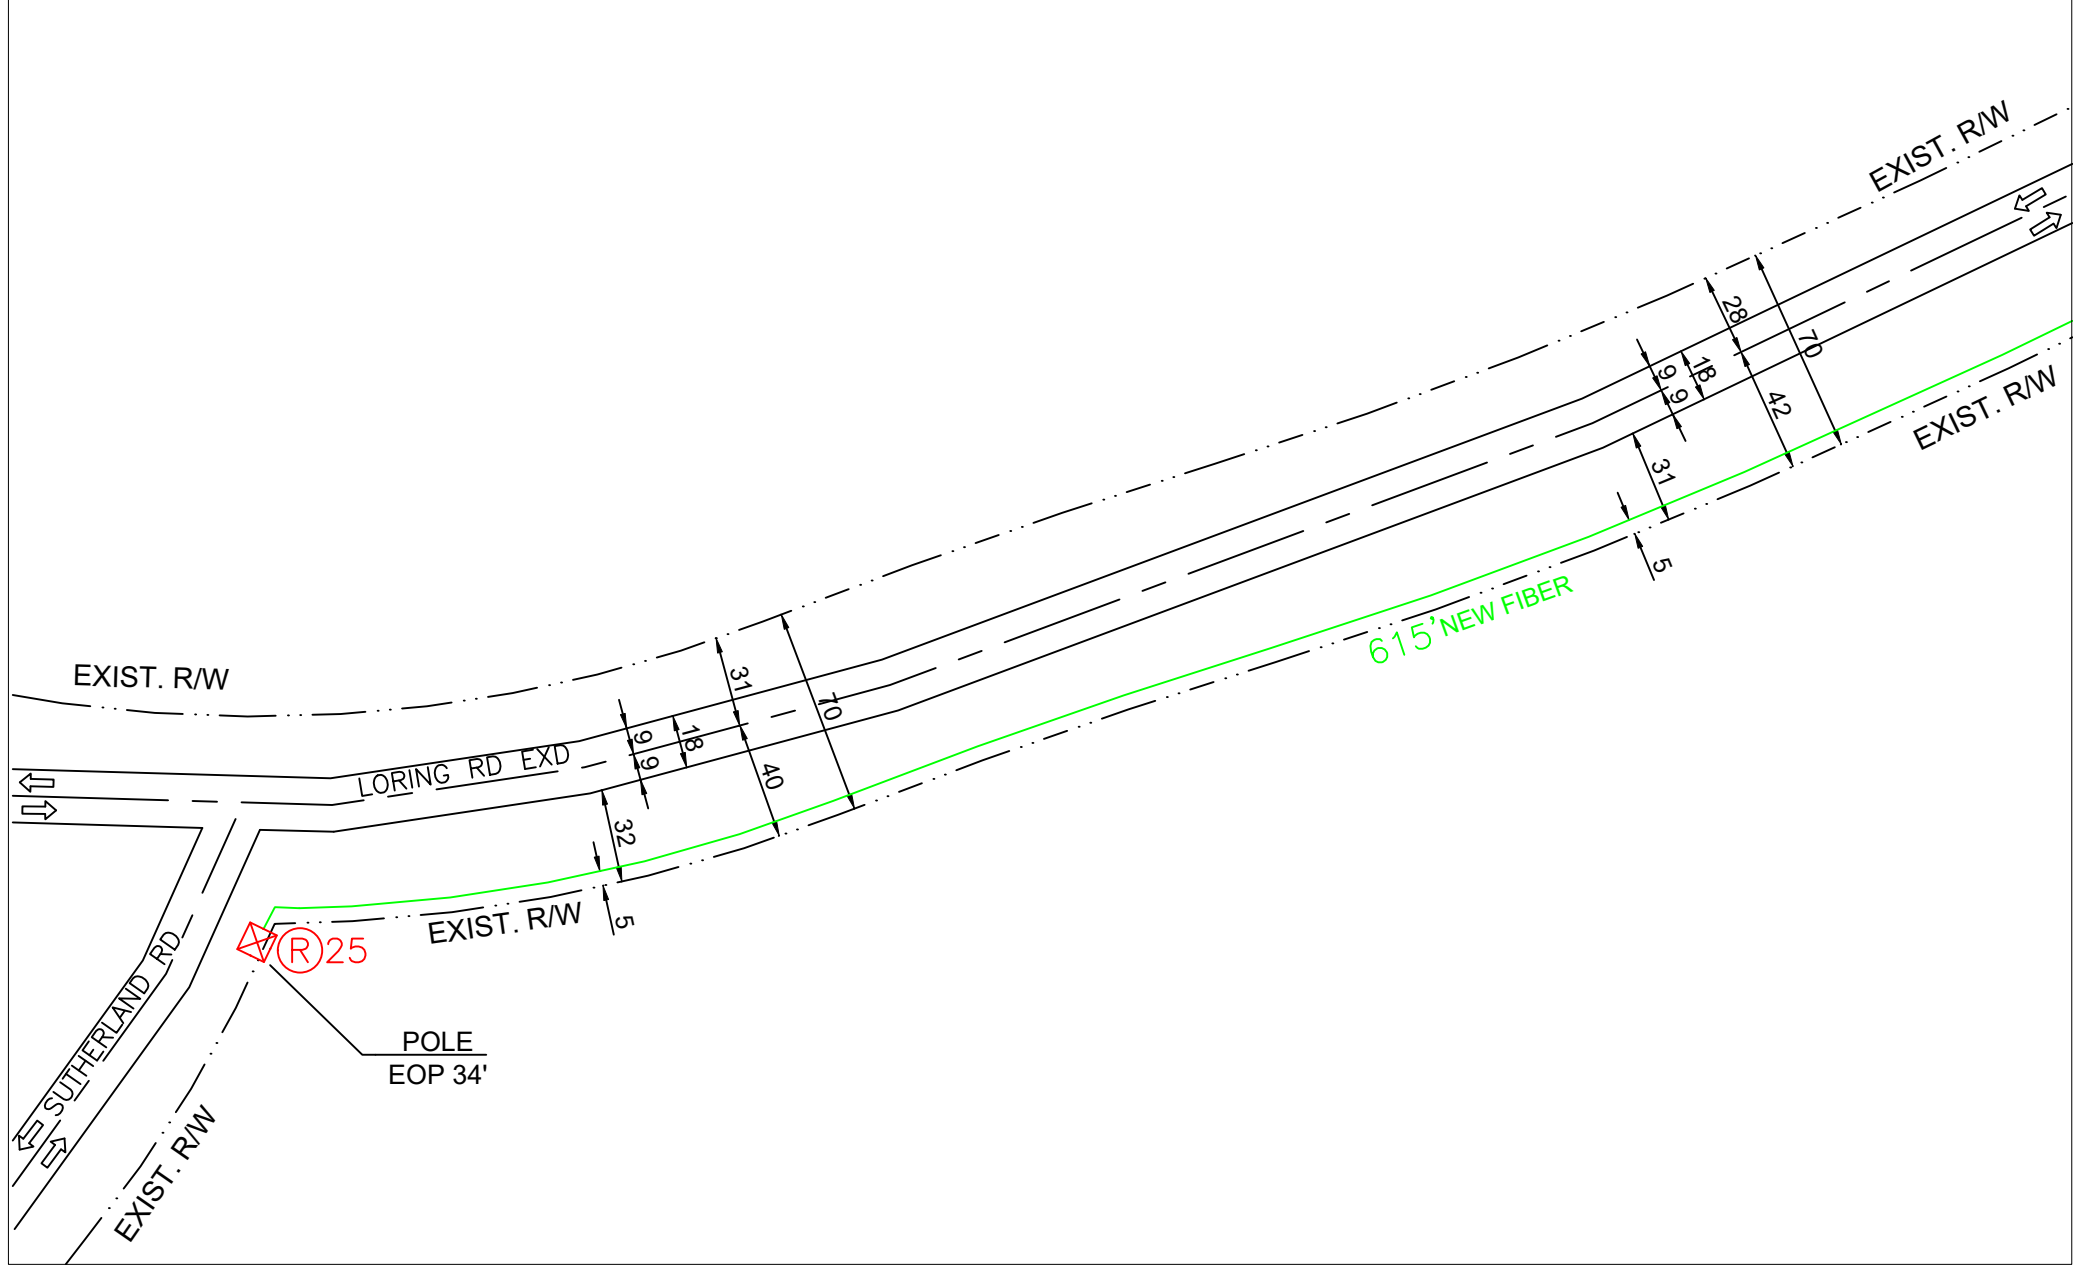 EXIST. R/W
28
70
9
18
9
42
EXIST. R/W
31
5
615' NEW FIBER
EXIST. R/W
31
70
9
18
9
40
LORING RD EXD
32
5
EXIST. R/W
R 25
SUTHERLAND RD
POLE
EOP 34'
EXIST. R/W